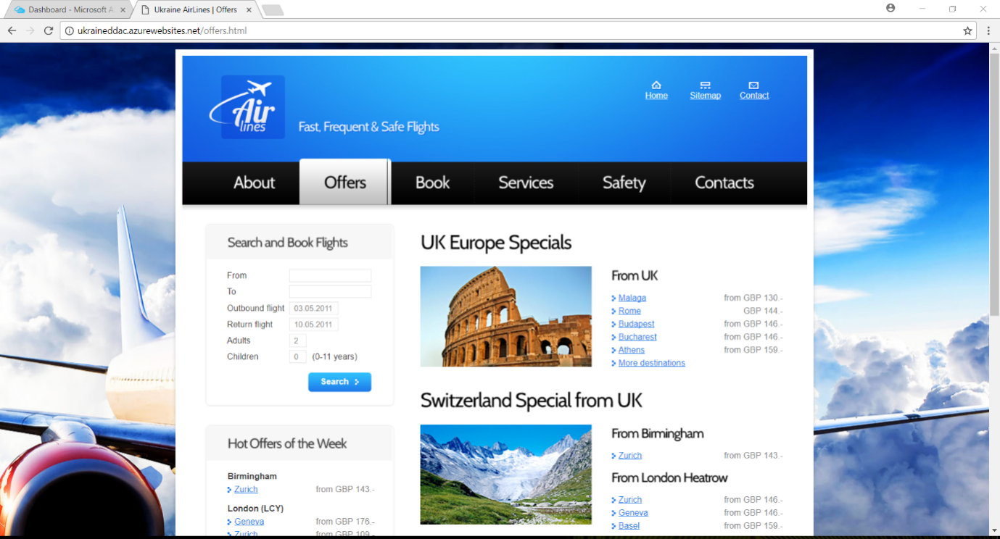 Dashboard - Microsoft A
Ukraine AirLines | Offers
ukraineddac.azurewebsites.net/offers.html
Air
lines
Fast, Frequent & Safe Flights
Home
Sitemap
Contact
About
Offers
Book
Services
Safety
Contacts
Search and Book Flights
From
To
Outbound flight 03.05.2011
Return flight 10.05.2011
Adults 2
Children 0 (0-11 years)
Search
Hot Offers of the Week
Birmingham
Zurich from GBP 143.-
London (LCY)
Geneva from GBP 176.-
Zurich from GBP 109.-
UK Europe Specials
From UK
Malaga from GBP 130.-
Rome GBP 144.-
Budapest from GBP 146.-
Bucharest from GBP 146.-
Athens from GBP 159.-
More destinations
Switzerland Special from UK
From Birmingham
Zurich from GBP 143.-
From London Heatrow
Zurich from GBP 146.-
Geneva from GBP 146.-
Basel from GBP 159.-